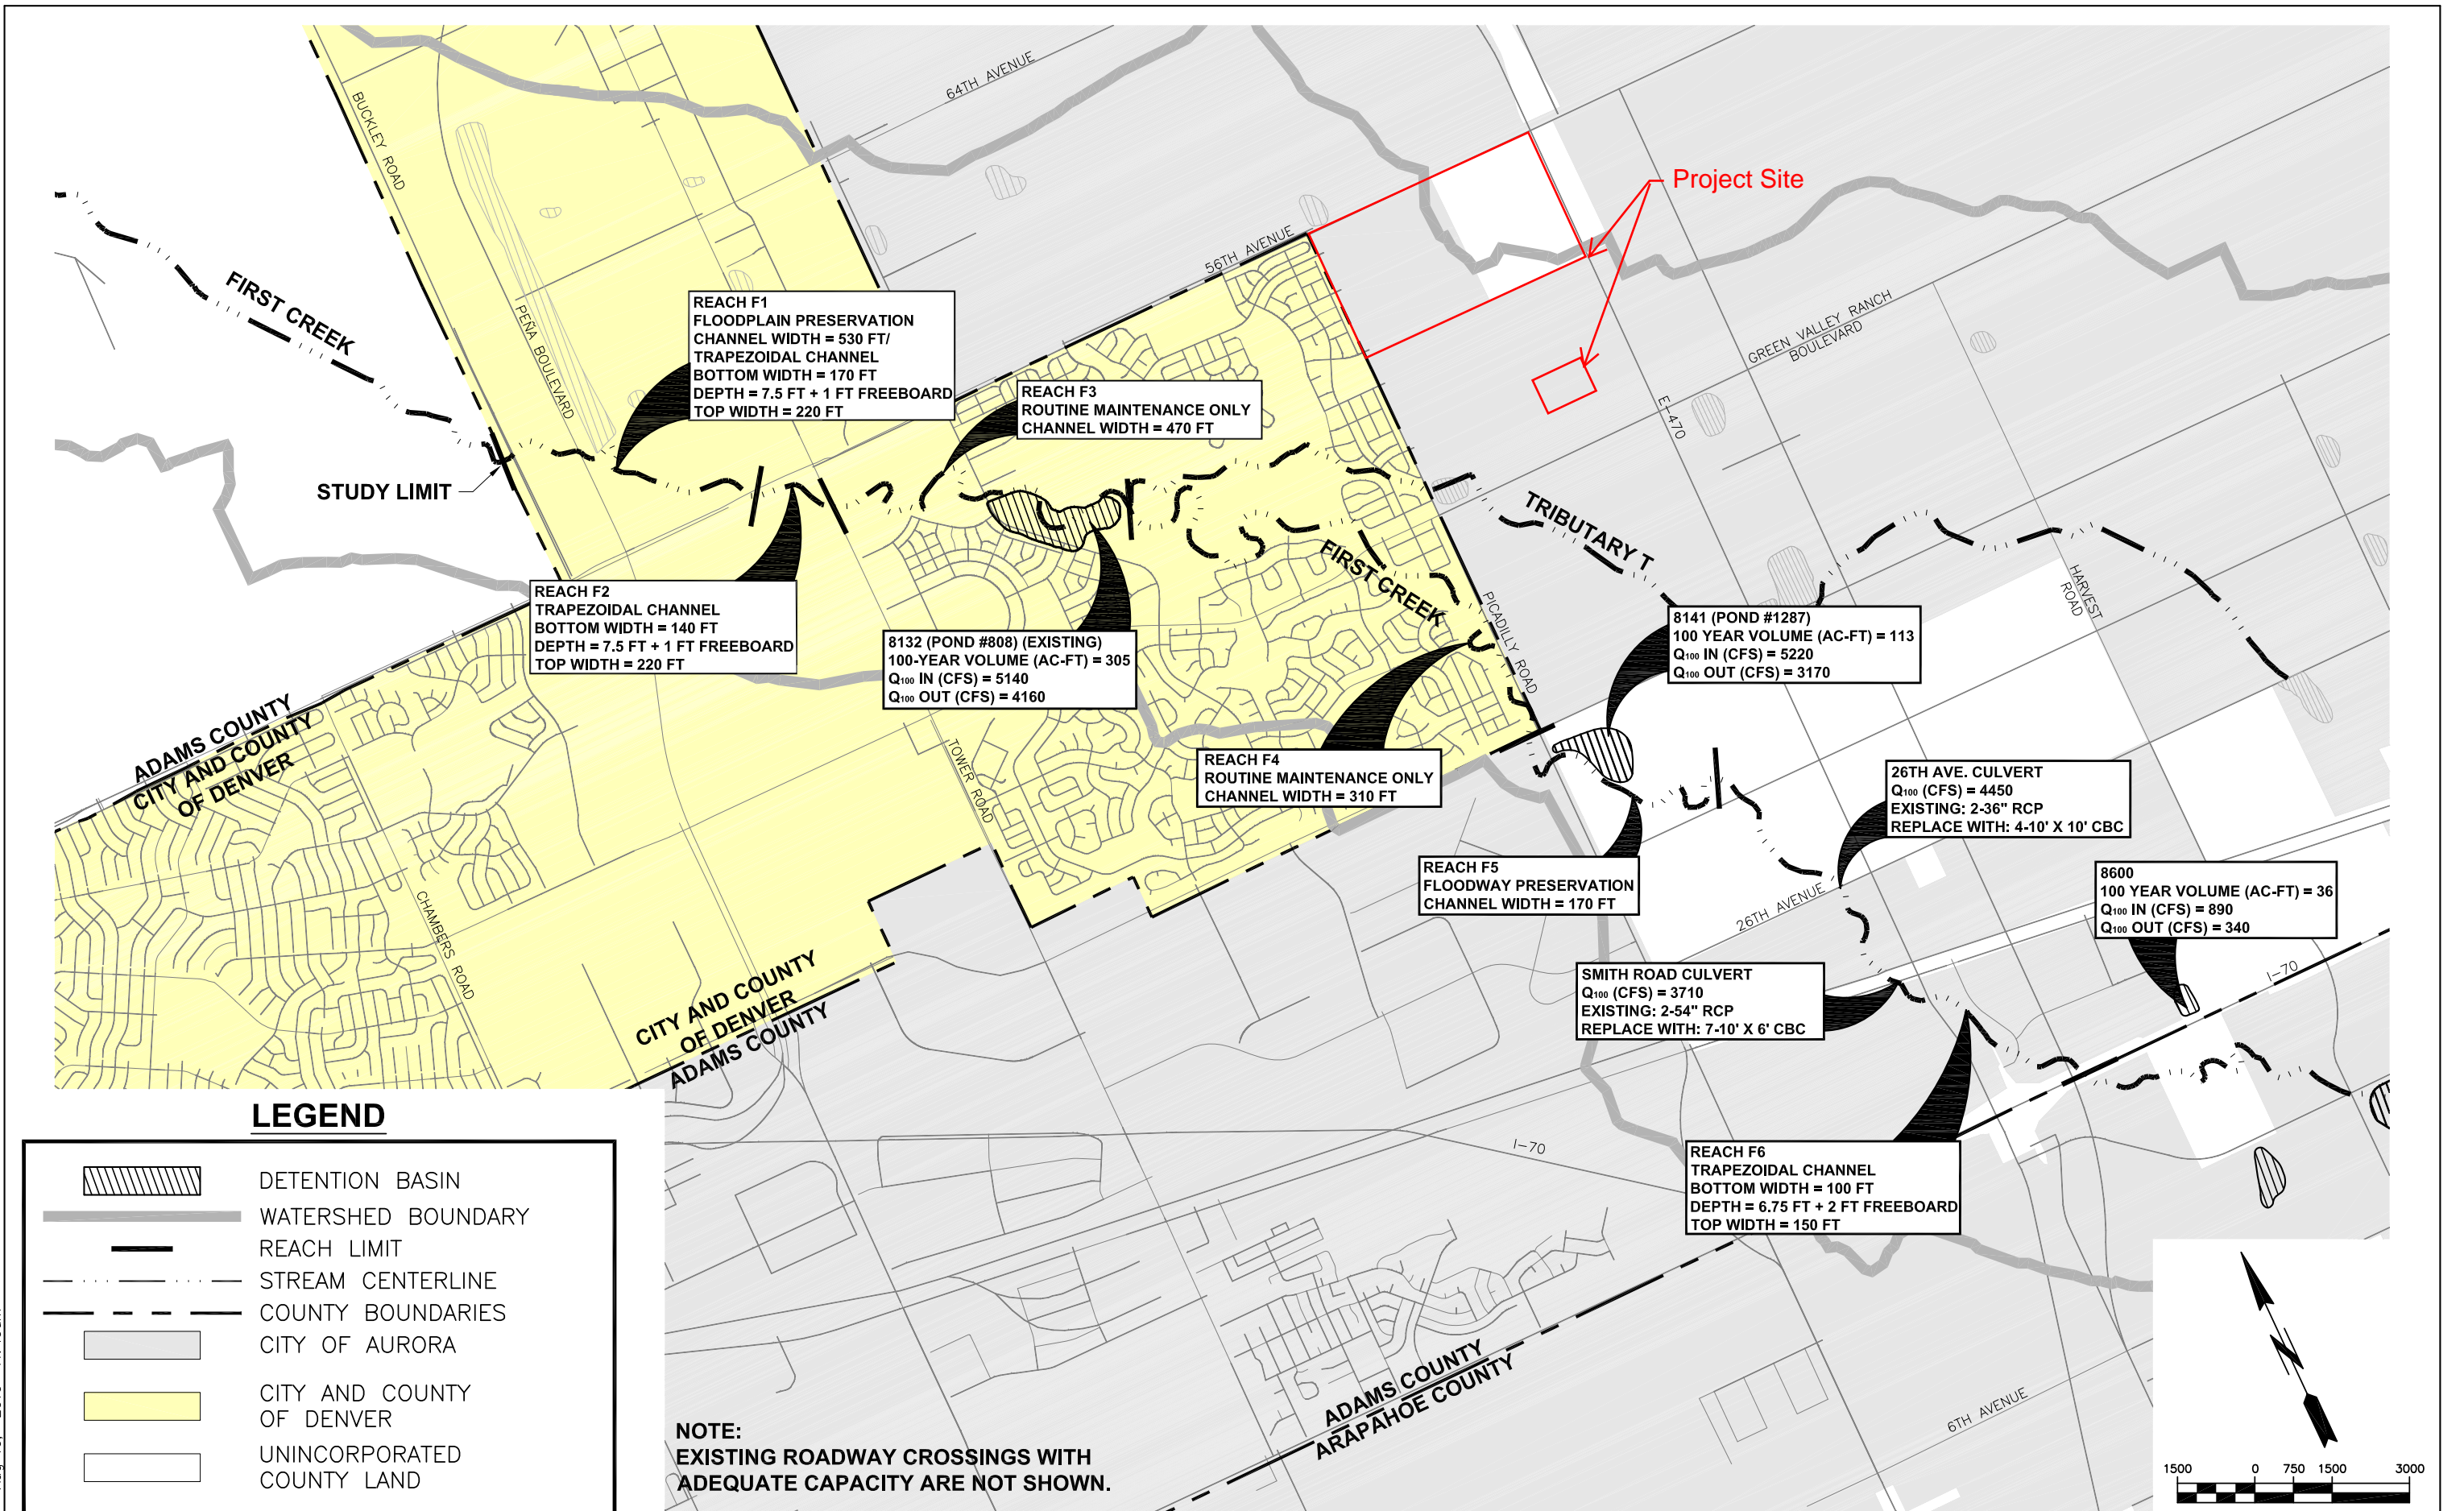 64TH AVENUE
BUCKLEY ROAD
Project Site
56TH AVENUE
FIRST CREEK
PEÑA BOULEVARD
REACH F1
FLOODPLAIN PRESERVATION
CHANNEL WIDTH = 530 FT/
TRAPEZOIDAL CHANNEL
BOTTOM WIDTH = 170 FT
DEPTH = 7.5 FT + 1 FT FREEBOARD
TOP WIDTH = 220 FT
GREEN VALLEY RANCH
BOULEVARD
REACH F3
ROUTINE MAINTENANCE ONLY
CHANNEL WIDTH = 470 FT
E-470
STUDY LIMIT
TRIBUTARY T
FIRST CREEK
HARVEST
ROAD
PICADILLY ROAD
REACH F2
TRAPEZOIDAL CHANNEL
BOTTOM WIDTH = 140 FT
DEPTH = 7.5 FT + 1 FT FREEBOARD
TOP WIDTH = 220 FT
8132 (POND #808) (EXISTING)
100-YEAR VOLUME (AC-FT) = 305
Q100 IN (CFS) = 5140
Q100 OUT (CFS) = 4160
8141 (POND #1287)
100 YEAR VOLUME (AC-FT) = 113
Q100 IN (CFS) = 5220
Q100 OUT (CFS) = 3170
ADAMS COUNTY
CITY AND COUNTY
OF DENVER
TOWER ROAD
REACH F4
ROUTINE MAINTENANCE ONLY
CHANNEL WIDTH = 310 FT
26TH AVE. CULVERT
Q100 (CFS) = 4450
EXISTING: 2-36" RCP
REPLACE WITH: 4-10' X 10' CBC
REACH F5
FLOODWAY PRESERVATION
CHANNEL WIDTH = 170 FT
26TH AVENUE
8600
100 YEAR VOLUME (AC-FT) = 36
Q100 IN (CFS) = 890
Q100 OUT (CFS) = 340
CHAMBERS ROAD
CITY AND COUNTY
OF DENVER
ADAMS COUNTY
SMITH ROAD CULVERT
Q100 (CFS) = 3710
EXISTING: 2-54" RCP
REPLACE WITH: 7-10' X 6' CBC
I-70
I-70
REACH F6
TRAPEZOIDAL CHANNEL
BOTTOM WIDTH = 100 FT
DEPTH = 6.75 FT + 2 FT FREEBOARD
TOP WIDTH = 150 FT
LEGEND
DETENTION BASIN
WATERSHED BOUNDARY
REACH LIMIT
STREAM CENTERLINE
COUNTY BOUNDARIES
CITY OF AURORA
CITY AND COUNTY
OF DENVER
UNINCORPORATED
COUNTY LAND
NOTE:
EXISTING ROADWAY CROSSINGS WITH
ADEQUATE CAPACITY ARE NOT SHOWN.
ADAMS COUNTY
ARAPAHOE COUNTY
6TH AVENUE
N
1500 0 750 1500 3000